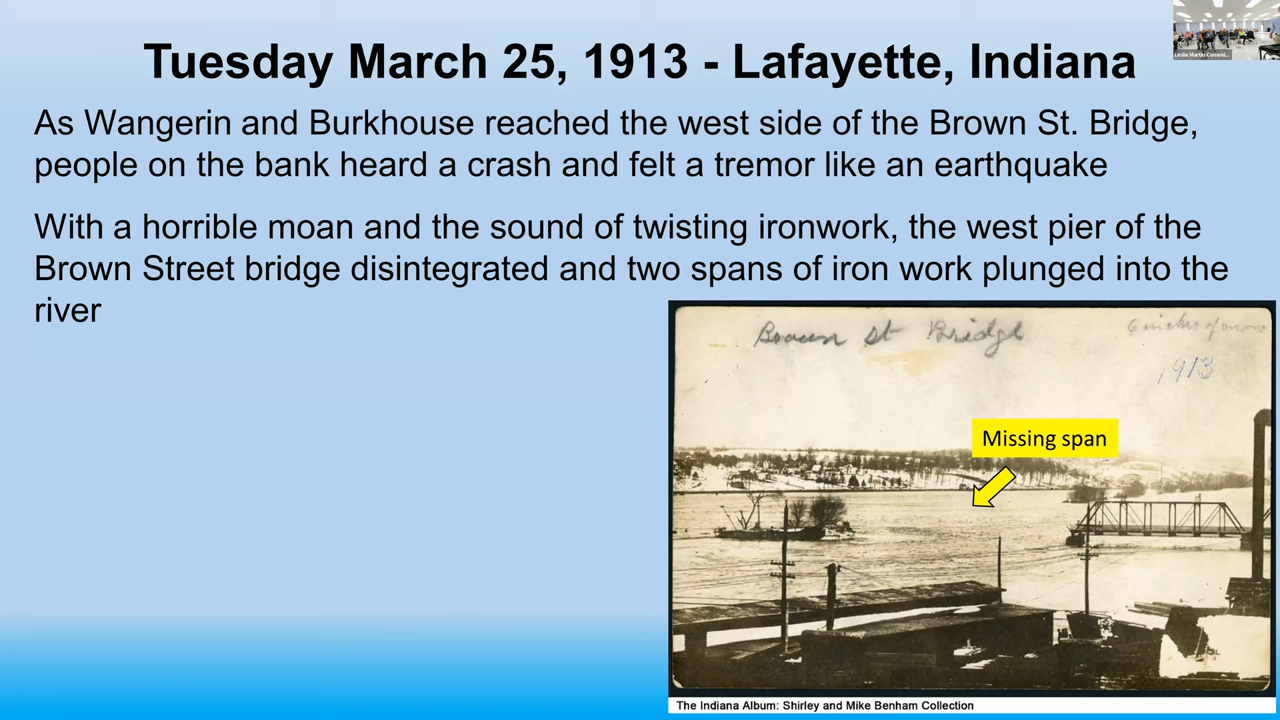 Tuesday March 25, 1913 - Lafayette, Indiana
As Wangerin and Burkhouse reached the west side of the Brown St. Bridge,
people on the bank heard a crash and felt a tremor like an earthquake
With a horrible moan and the sound of twisting ironwork, the west pier of the
Brown Street bridge disintegrated and two spans of iron work plunged into the
river
Brown St Bridge
1913
Missing span
The Indiana Album: Shirley and Mike Benham Collection